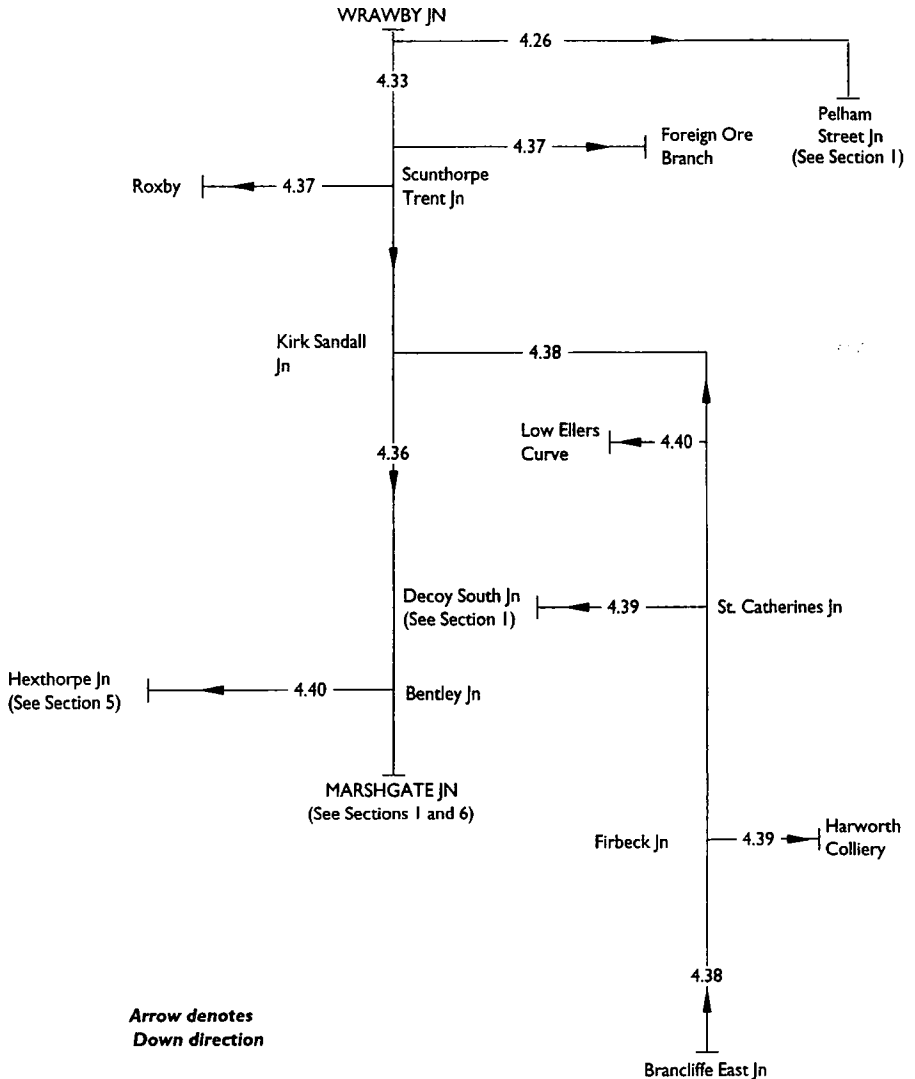 WRAWBY JN
4.26
4.33
Pelham
Street Jn
(See Section 1)
4.37
Foreign Ore
Branch
Roxby
4.37
Scunthorpe
Trent Jn
Kirk Sandall
Jn
4.38
Low Ellers
Curve
4.40
4.36
Decoy South Jn
(See Section 1)
4.39
St. Catherines Jn
Hexthorpe Jn
(See Section 5)
4.40
Bentley Jn
MARSHGATE JN
(See Sections 1 and 6)
Firbeck Jn
4.39
Harworth
Colliery
4.38
Arrow denotes
Down direction
Brancliffe East Jn